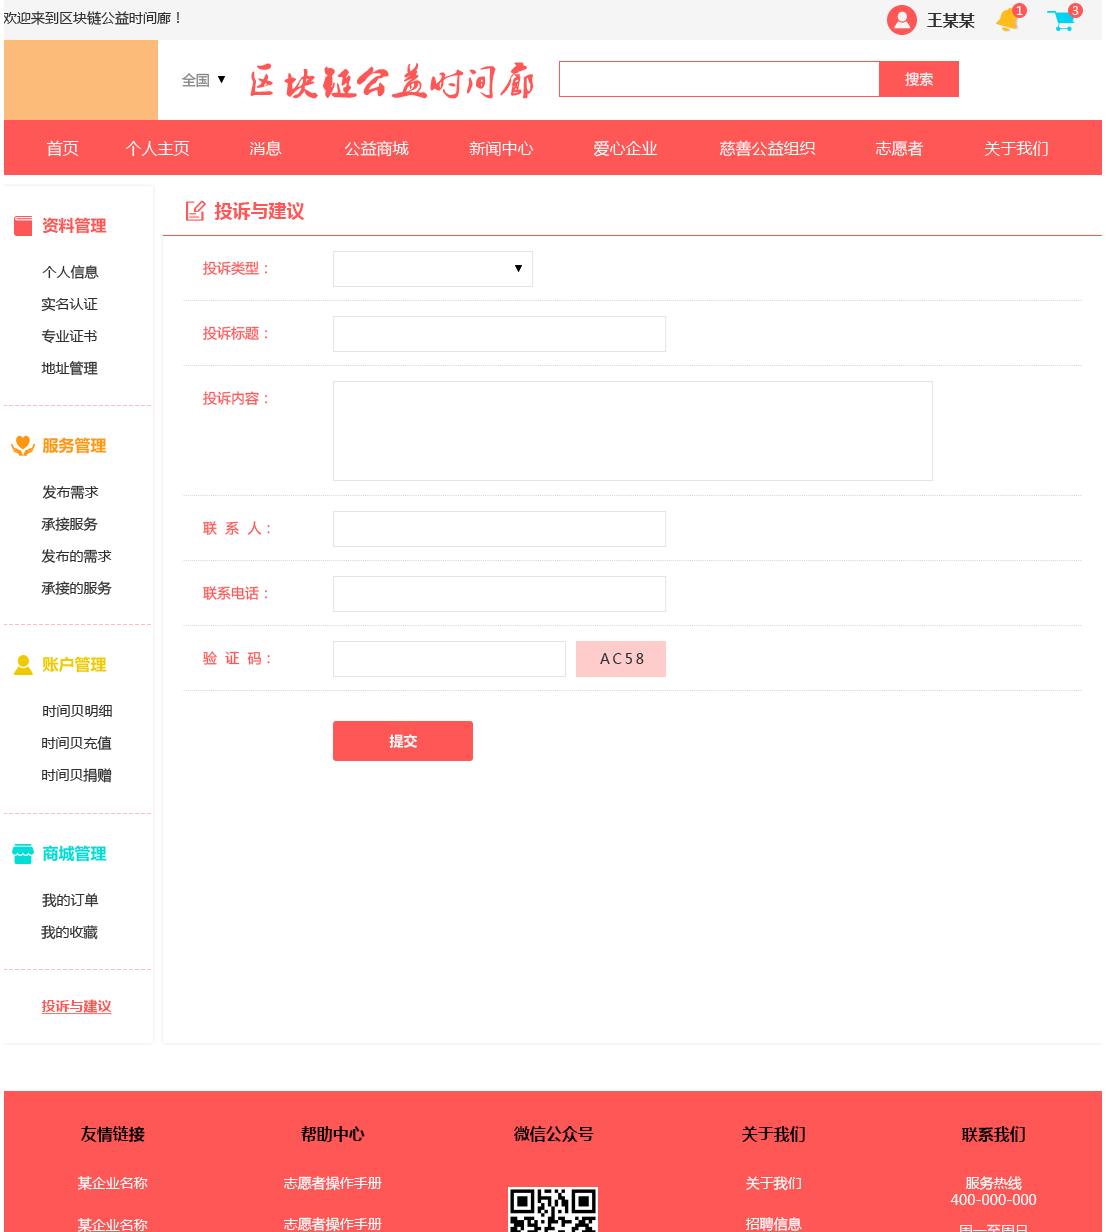 欢迎来到区块链公益时间廊！
王某某
1
3
全国 ▼
区块链公益时间廊
搜索
首页 个人主页 消息 公益商城 新闻中心 爱心企业 慈善公益组织 志愿者 关于我们
资料管理
个人信息
实名认证
专业证书
地址管理
服务管理
发布需求
承接服务
发布的需求
承接的服务
账户管理
时间贝明细
时间贝充值
时间贝捐赠
商城管理
我的订单
我的收藏
投诉与建议
投诉与建议
投诉类型：
▼
投诉标题：
投诉内容：
联 系 人：
联系电话：
验 证 码：
AC58
提交
友情链接 帮助中心 微信公众号 关于我们 联系我们
某企业名称 志愿者操作手册 关于我们 服务热线
400-000-000
某企业名称 志愿者操作手册 招聘信息
周一至周日